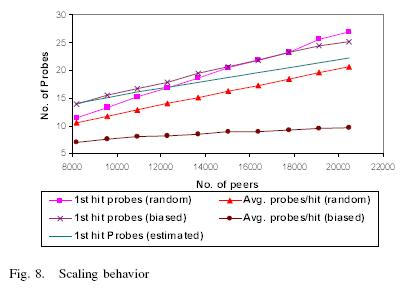 30
25
20
15
10
5
No. of Probes
8000 10000 12000 14000 16000 18000 20000 22000
No. of peers
1st hit probes (random) Avg. probes/hit (random)
1st hit probes (biased) Avg. probes/hit (biased)
1st hit Probes (estimated)
Fig. 8. Scaling behavior